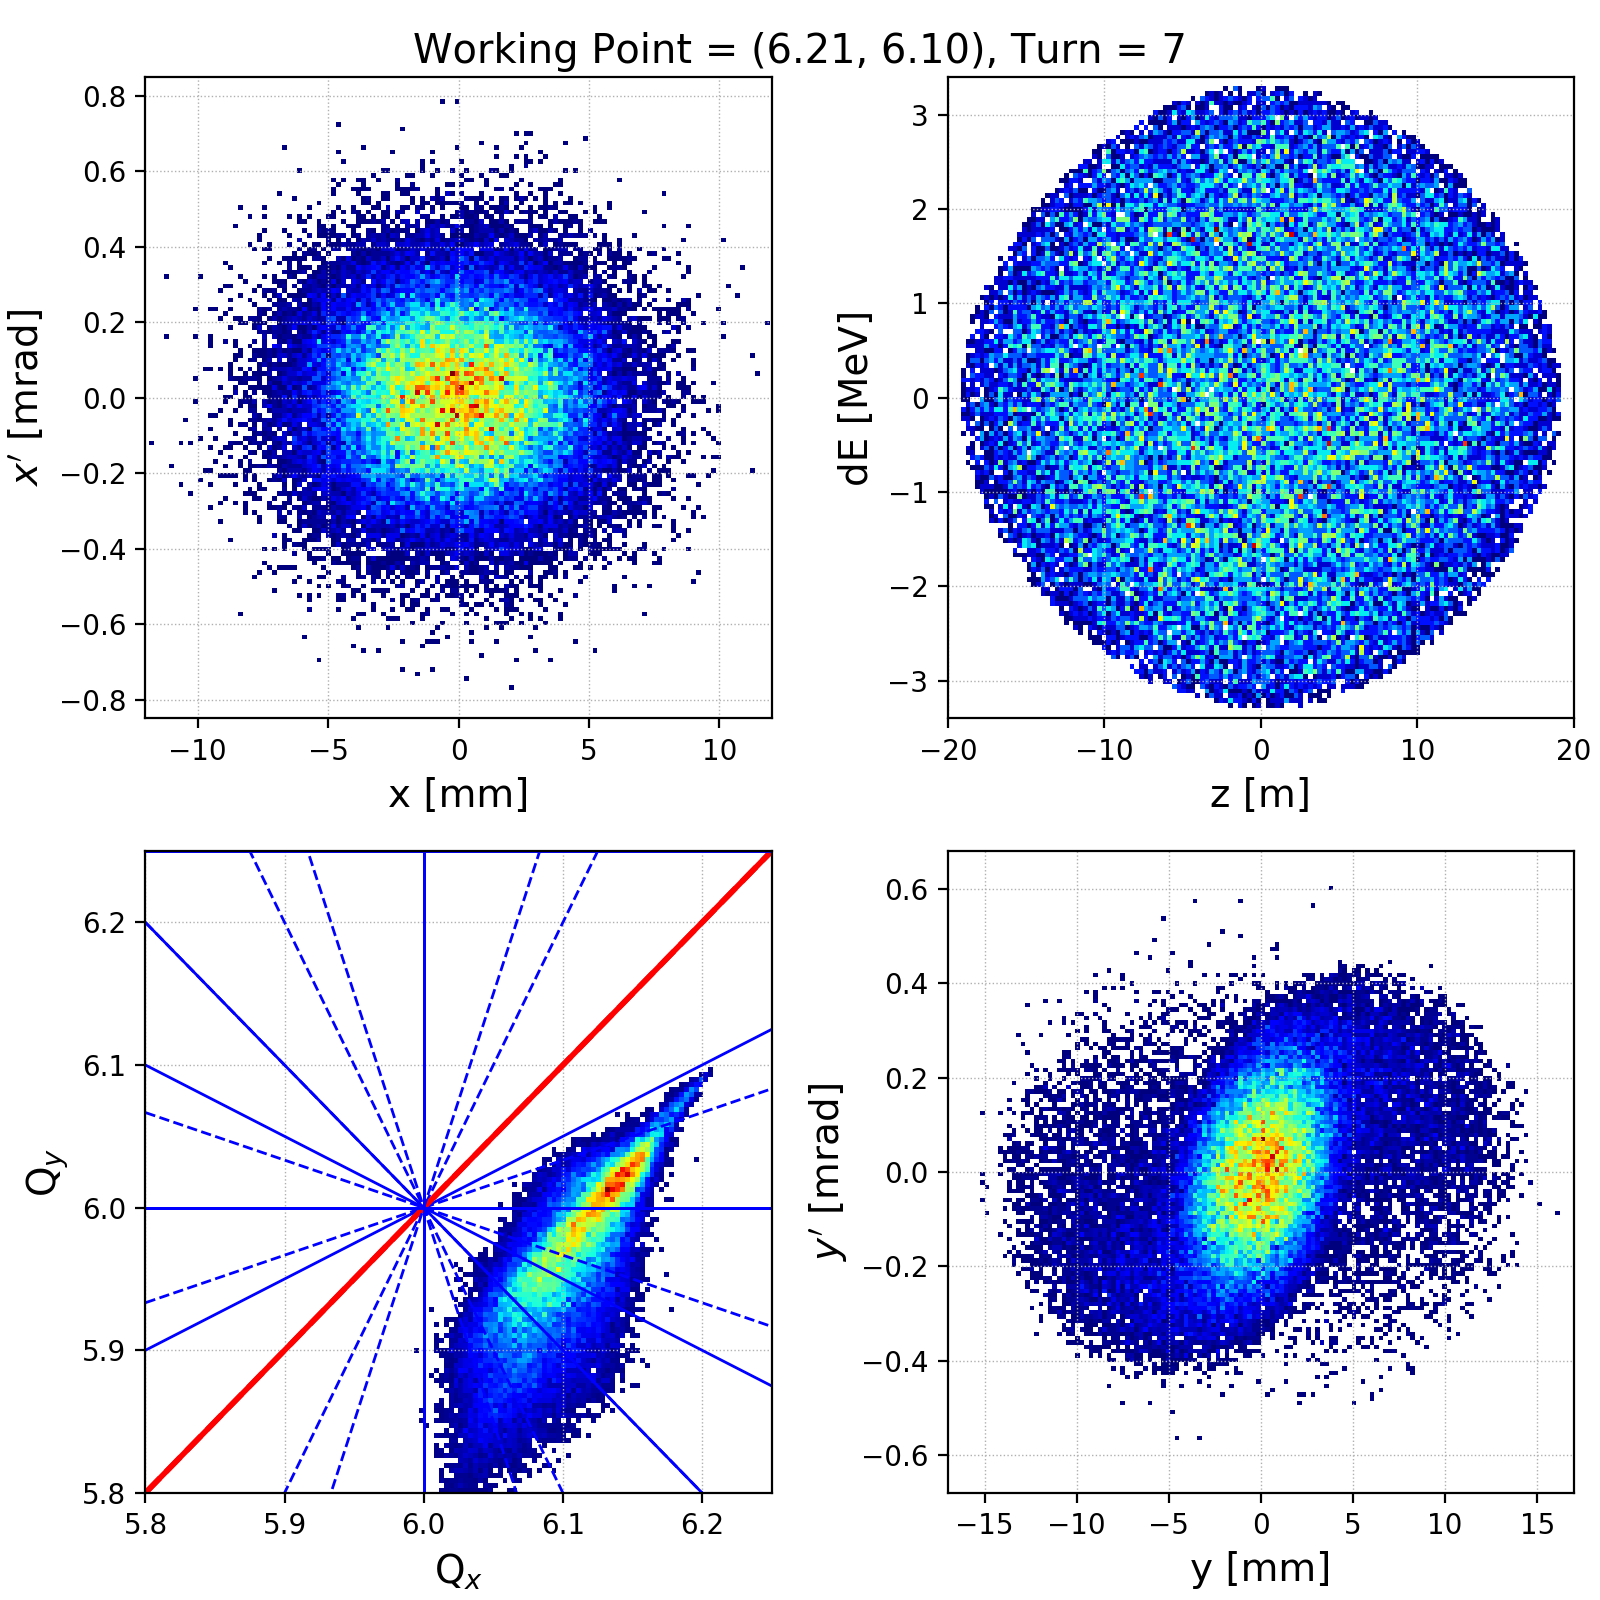 Working Point = (6.21, 6.10), Turn = 7
0.8
0.6
0.4
0.2
0.0
−0.2
−0.4
−0.6
−0.8
x′ [mrad]
−10 −5 0 5 10
x [mm]
3
2
1
0
−1
−2
−3
dE [MeV]
−20 −10 0 10 20
z [m]
6.2
6.1
6.0
5.9
5.8
Qy
5.8 5.9 6.0 6.1 6.2
Qx
0.6
0.4
0.2
0.0
−0.2
−0.4
−0.6
y′ [mrad]
−15 −10 −5 0 5 10 15
y [mm]